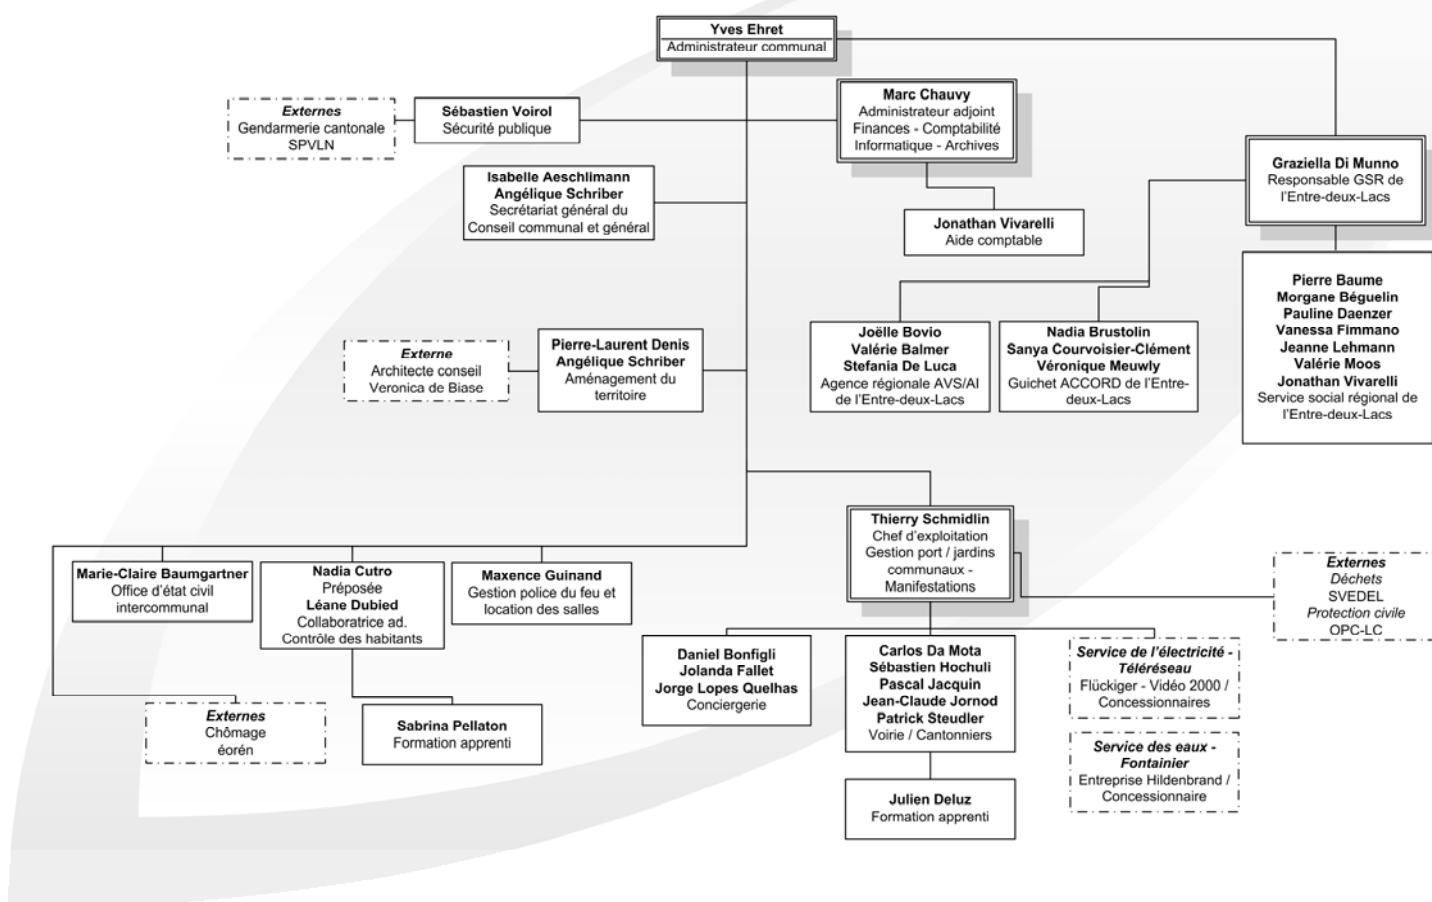 Yves Ehret
Administrateur communal
Externes
Gendarmerie cantonale
SPVLN
Sébastien Voirol
Sécurité publique
Marc Chauvy
Administrateur adjoint
Finances - Comptabilité
Informatique - Archives
Graziella Di Munno
Responsable GSR de
l'Entre-deux-Lacs
Isabelle Aeschlimann
Angélique Schriber
Secrétariat général du
Conseil communal et général
Jonathan Vivarelli
Aide comptable
Externe
Architecte conseil
Veronica de Biase
Pierre-Laurent Denis
Angélique Schriber
Aménagement du
territoire
Joëlle Bovio
Valérie Balmer
Stefania De Luca
Agence régionale AVS/AI
de l'Entre-deux-Lacs
Nadia Brustolin
Sanya Courvoisier-Clément
Véronique Meuwly
Guichet ACCORD de l'Entre-
deux-Lacs
Pierre Baume
Morgane Béguelin
Pauline Daenzer
Vanessa Fimmano
Jeanne Lehmann
Valérie Moos
Jonathan Vivarelli
Service social régional de
l'Entre-deux-Lacs
Thierry Schmidlin
Chef d'exploitation
Gestion port / jardins
communaux -
Manifestations
Marie-Claire Baumgartner
Office d'état civil
intercommunal
Nadia Cutro
Préposée
Léane Dubied
Collaboratrice ad.
Contrôle des habitants
Maxence Guinand
Gestion police du feu et
location des salles
Externes
Déchets
SVEDEL
Protection civile
OPC-LC
Daniel Bonfigli
Jolanda Fallet
Jorge Lopes Quelhas
Conciergerie
Carlos Da Mota
Sébastien Hochuli
Pascal Jacquin
Jean-Claude Jornod
Patrick Steudler
Voirie / Cantonniers
Service de l'électricité -
Téléréseau
Flückiger - Vidéo 2000 /
Concessionnaires
Externes
Chômage
éorén
Sabrina Pellaton
Formation apprenti
Service des eaux -
Fontainier
Entreprise Hildenbrand /
Concessionnaire
Julien Deluz
Formation apprenti